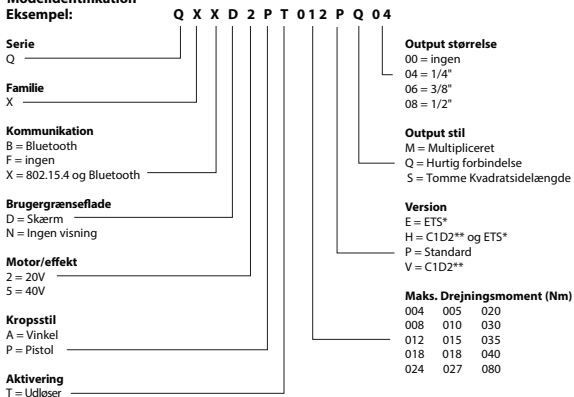 Modelidentifikation
Eksempel: Q X X D 2 P T 0 1 2 P Q 0 4
Serie
Q
Familie
X
Kommunikation
B = Bluetooth
F = ingen
X = 802.15.4 og Bluetooth
Brugergrænseflade
D = Skærm
N = Ingen visning
Motor/effekt
2 = 20V
5 = 40V
Kropsstil
A = Vinkel
P = Pistol
Aktivering
T = Udløser
Output størrelse
00 = ingen
04 = 1/4"
06 = 3/8"
08 = 1/2"
Output stil
M = Multipliceret
Q = Hurtig forbindelse
S = Tomme Kvadratsidelængde
Version
E = ETS*
H = C1D2** og ETS*
P = Standard
V = C1D2**
Maks. Drejningsmoment (Nm)
004 005 020
008 010 030
012 015 035
018 018 040
024 027 080